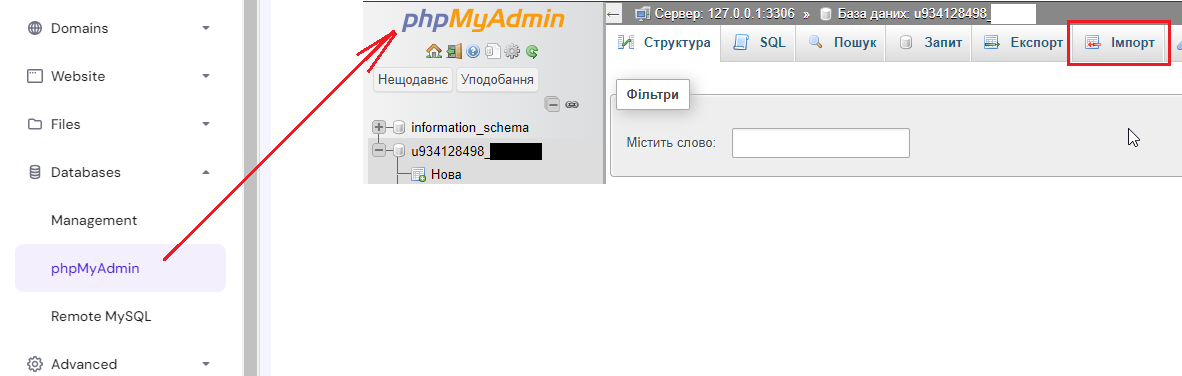 Domains
Website
Files
Databases
Management
phpMyAdmin
Remote MySQL
Advanced
phpMyAdmin
Нещодавнє Уподобання
information_schema
u934128498_
Нова
Сервер: 127.0.0.1:3306 » База даних: u934128498_
Структура SQL Пошук Запит Експорт Імпорт
Фільтри
Містить слово: